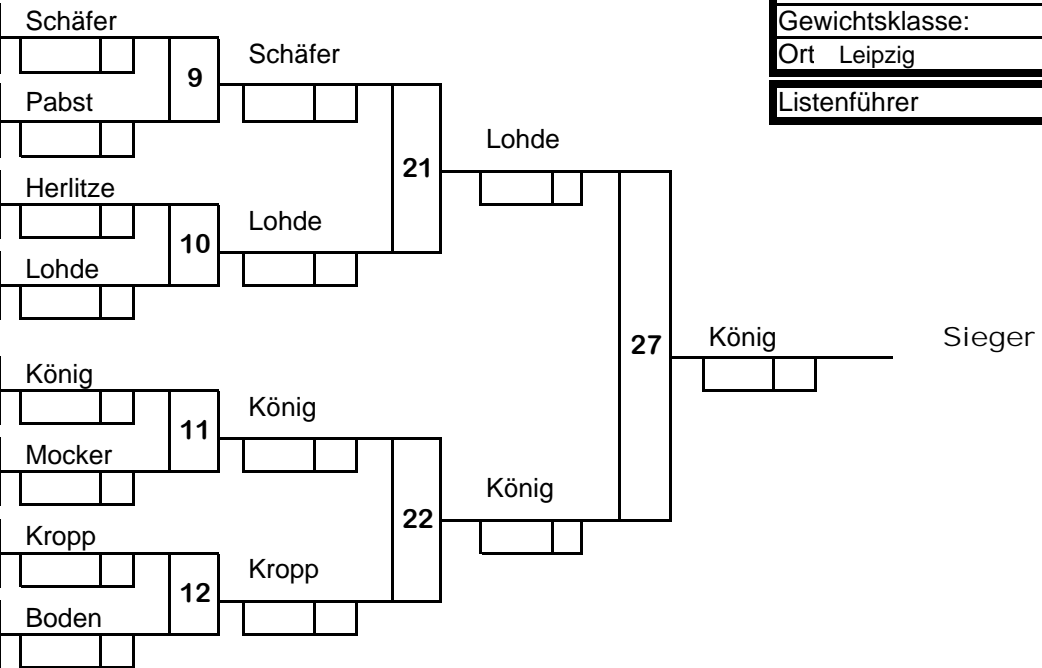 Schäfer
Gewichtsklasse:
Schäfer
Ort Leipzig
9
Pabst
Listenführer
Lohde
21
Herlitze
Lohde
10
Lohde
König
Sieger
27
König
König
11
Mocker
König
22
Kropp
Kropp
12
Boden